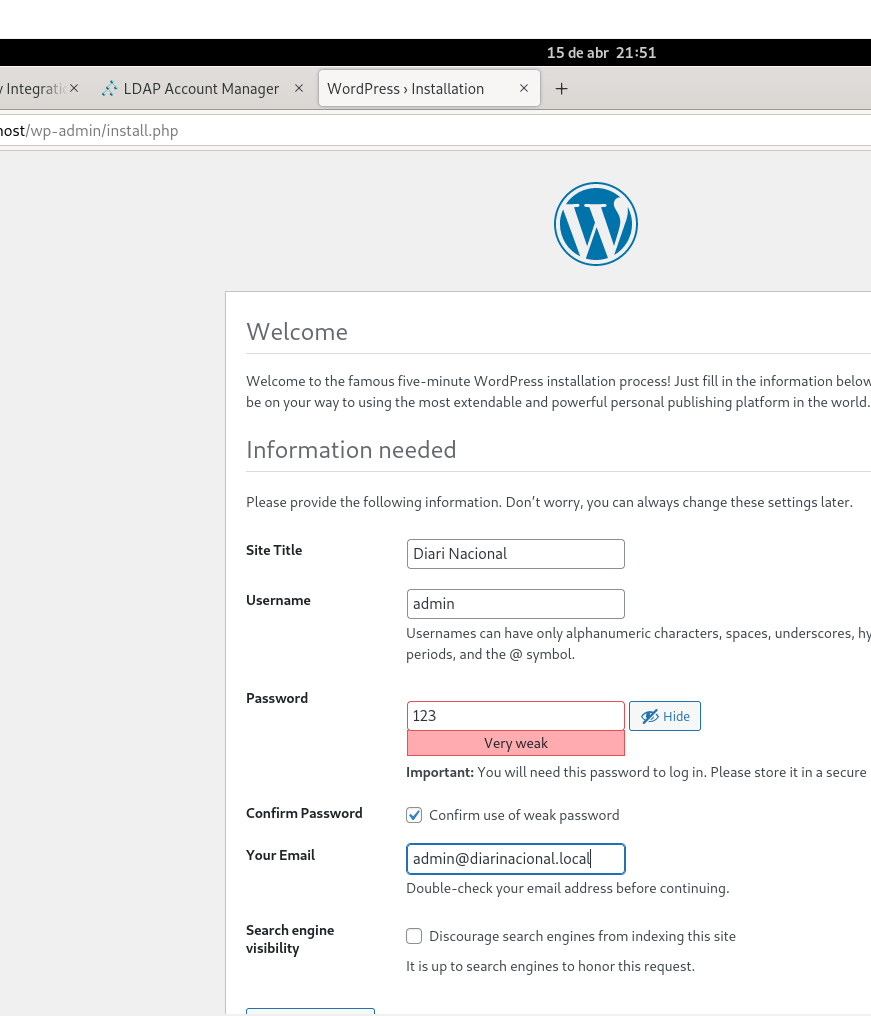 15 de abr 21:51
y Integratic
LDAP Account Manager
WordPress › Installation
host/wp-admin/install.php
Welcome
Welcome to the famous five-minute WordPress installation process! Just fill in the information below
be on your way to using the most extendable and powerful personal publishing platform in the world.
Information needed
Please provide the following information. Don’t worry, you can always change these settings later.
Site Title
Diari Nacional
Username
admin
Usernames can have only alphanumeric characters, spaces, underscores, hy
periods, and the @ symbol.
Password
123
Hide
Very weak
Important: You will need this password to log in. Please store it in a secure
Confirm Password
Confirm use of weak password
Your Email
admin@diarinacional.local
Double-check your email address before continuing.
Search engine
visibility
Discourage search engines from indexing this site
It is up to search engines to honor this request.